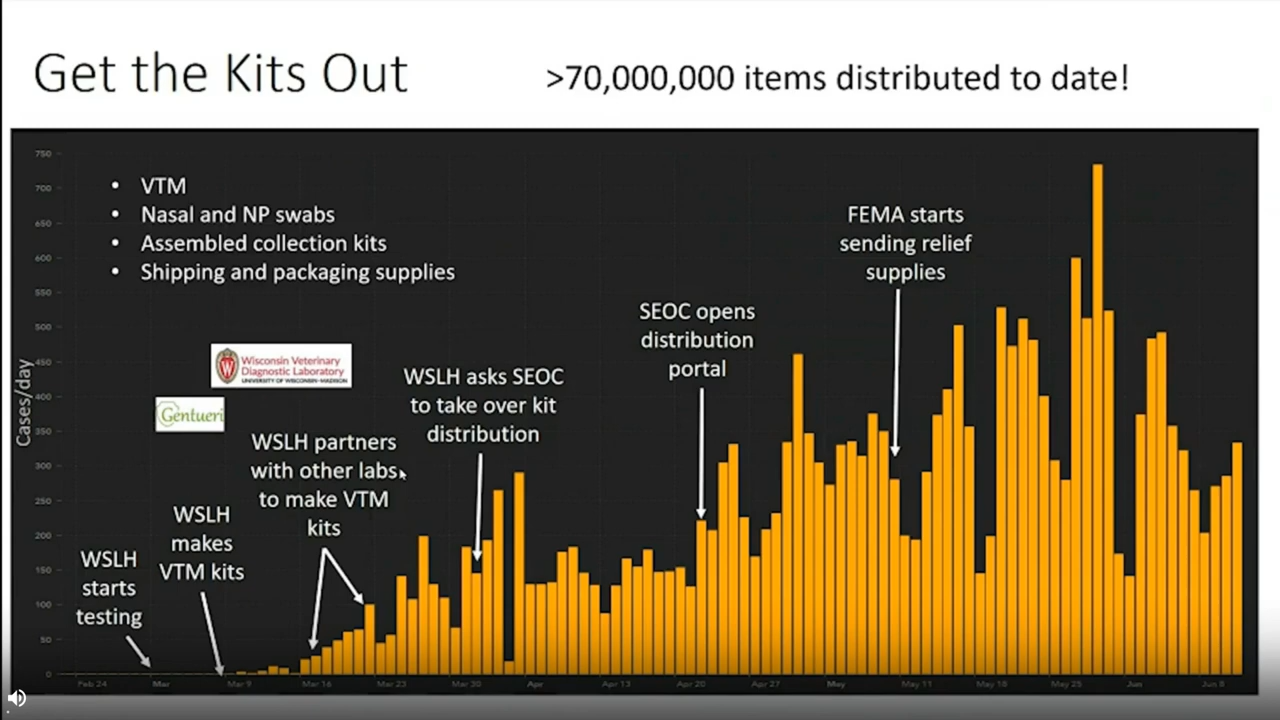 Get the Kits Out
>70,000,000 items distributed to date!
• VTM
• Nasal and NP swabs
• Assembled collection kits
• Shipping and packaging supplies
Wisconsin Veterinary
Diagnostic Laboratory
UNIVERSITY OF WISCONSIN-MADISON
Gentueri
WSLH
starts
testing
WSLH
makes
VTM kits
WSLH partners
with other labs
to make VTM
kits
WSLH asks SEOC
to take over kit
distribution
SEOC opens
distribution
portal
FEMA starts
sending relief
supplies
Cases/day
750
700
650
600
550
500
450
400
350
300
250
200
150
100
50
0
Feb 24
Mar
Mar 9
Mar 16
Mar 23
Mar 30
Apr
Apr 13
Apr 20
Apr 27
May
May 11
May 18
May 25
Jun
Jun 8